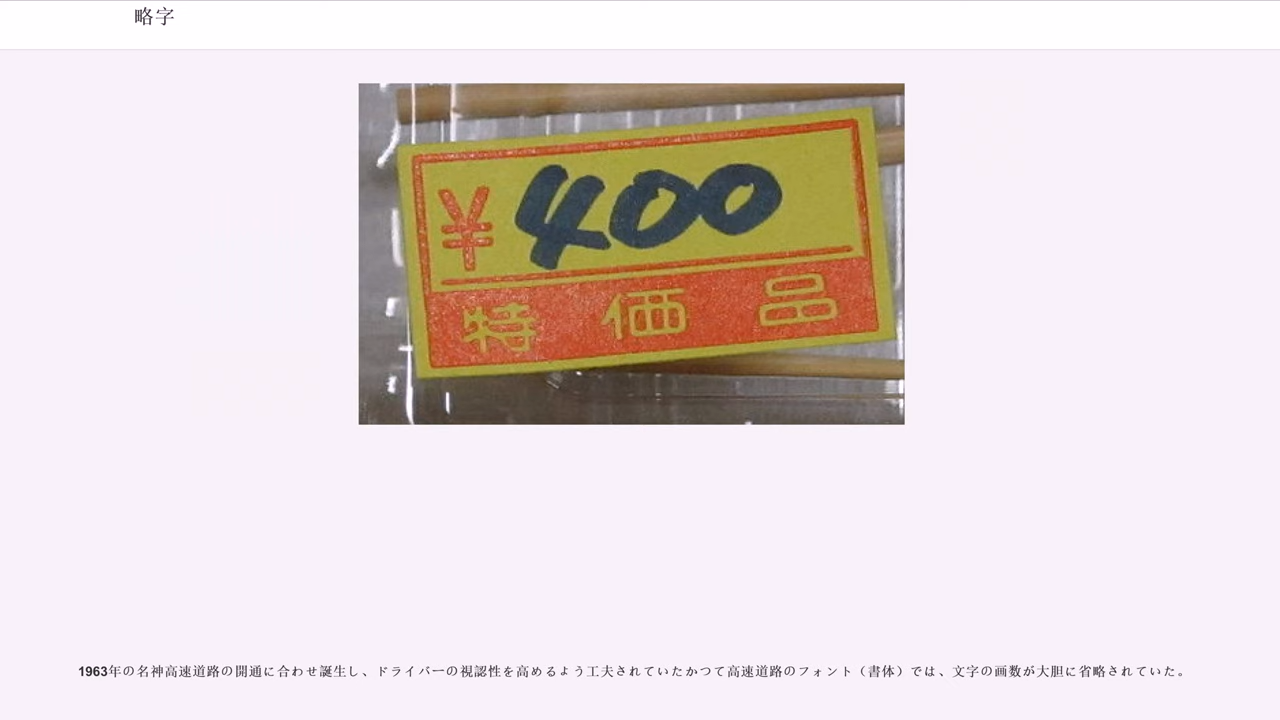 略字
¥400
特価品
1963年の名神高速道路の開通に合わせ誕生し、ドライバーの視認性を高めるよう工夫されていたかつて高速道路のフォント（書体）では、文字の画数が大胆に省略されていた。